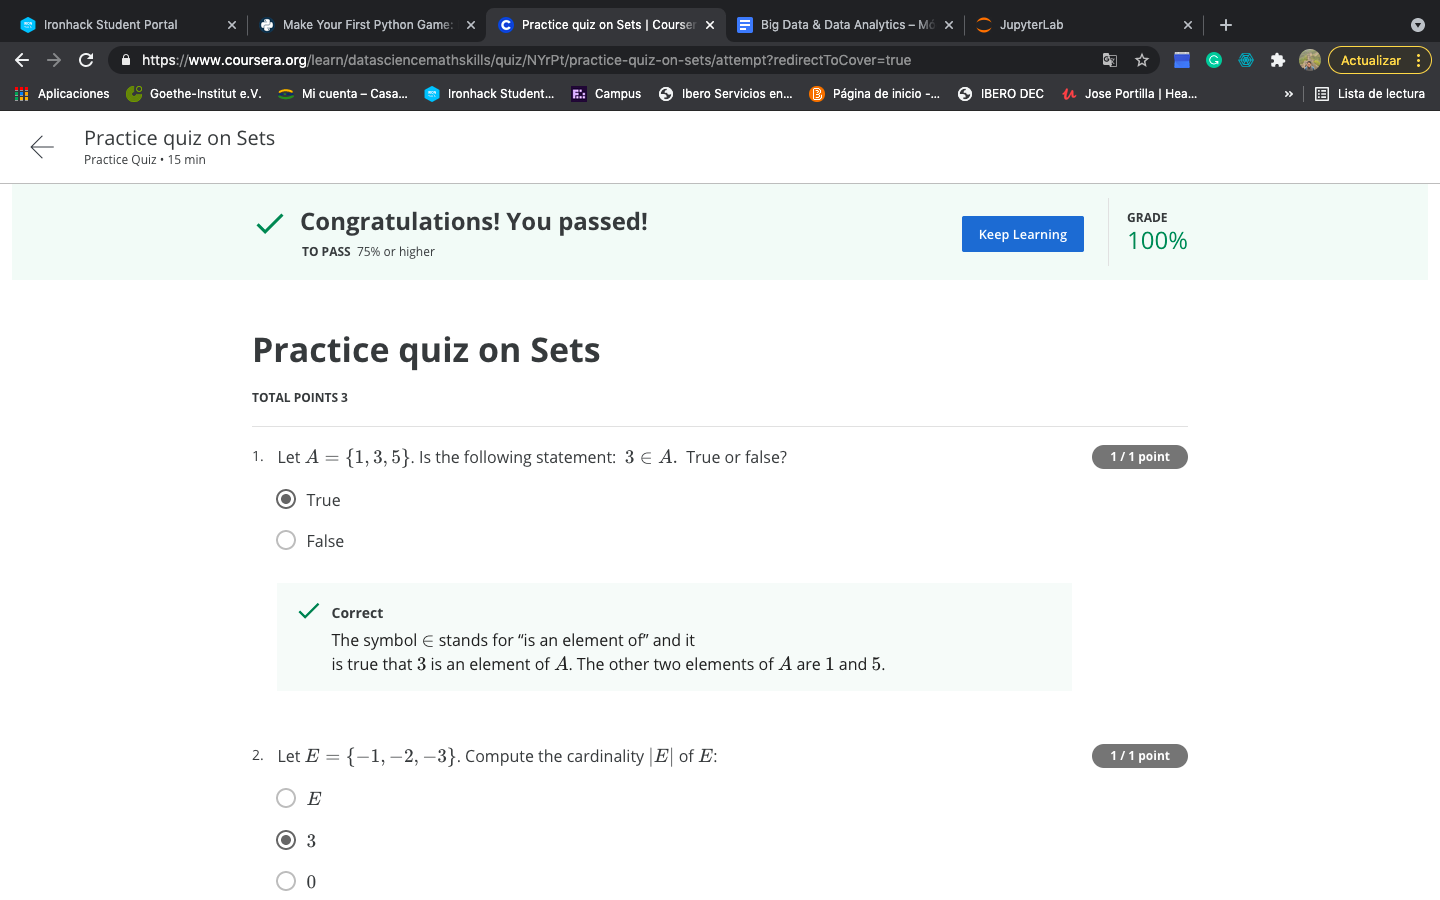 Ironhack Student Portal
Make Your First Python Game:
Practice quiz on Sets | Courser
Big Data & Data Analytics – Mó
JupyterLab
https://www.coursera.org/learn/datasciencemathskills/quiz/NYrPt/practice-quiz-on-sets/attempt?redirectToCover=true
Actualizar
Aplicaciones
Goethe-Institut e.V.
Mi cuenta – Casa...
Ironhack Student...
Campus
Ibero Servicios en...
Página de inicio -...
IBERO DEC
Jose Portilla | Hea...
»
Lista de lectura
Practice quiz on Sets
Practice Quiz • 15 min
Congratulations! You passed!
TO PASS 75% or higher
Keep Learning
GRADE
100%
Practice quiz on Sets
TOTAL POINTS 3
1. Let A = {1, 3, 5}. Is the following statement: 3 ∈ A. True or false?
1 / 1 point
True
False
Correct
The symbol ∈ stands for “is an element of” and it
is true that 3 is an element of A. The other two elements of A are 1 and 5.
2. Let E = {−1, −2, −3}. Compute the cardinality |E| of E:
1 / 1 point
E
3
0